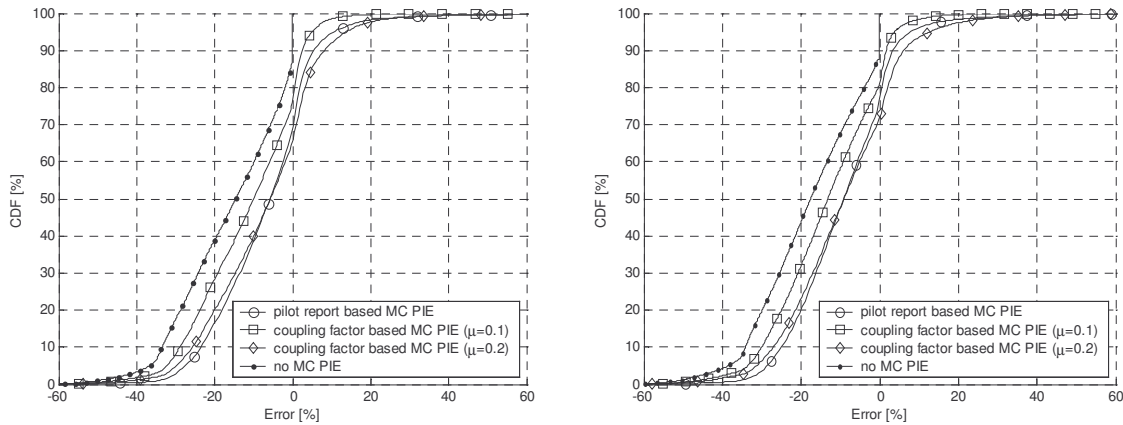 100
90
80
70
60
50
40
30
20
10
0
CDF [%]
-60 -40 -20 0 20 40 60
Error [%]
pilot report based MC PIE
coupling factor based MC PIE (μ=0.1)
coupling factor based MC PIE (μ=0.2)
no MC PIE
100
90
80
70
60
50
40
30
20
10
0
CDF [%]
-60 -40 -20 0 20 40 60
Error [%]
pilot report based MC PIE
coupling factor based MC PIE (μ=0.1)
coupling factor based MC PIE (μ=0.2)
no MC PIE